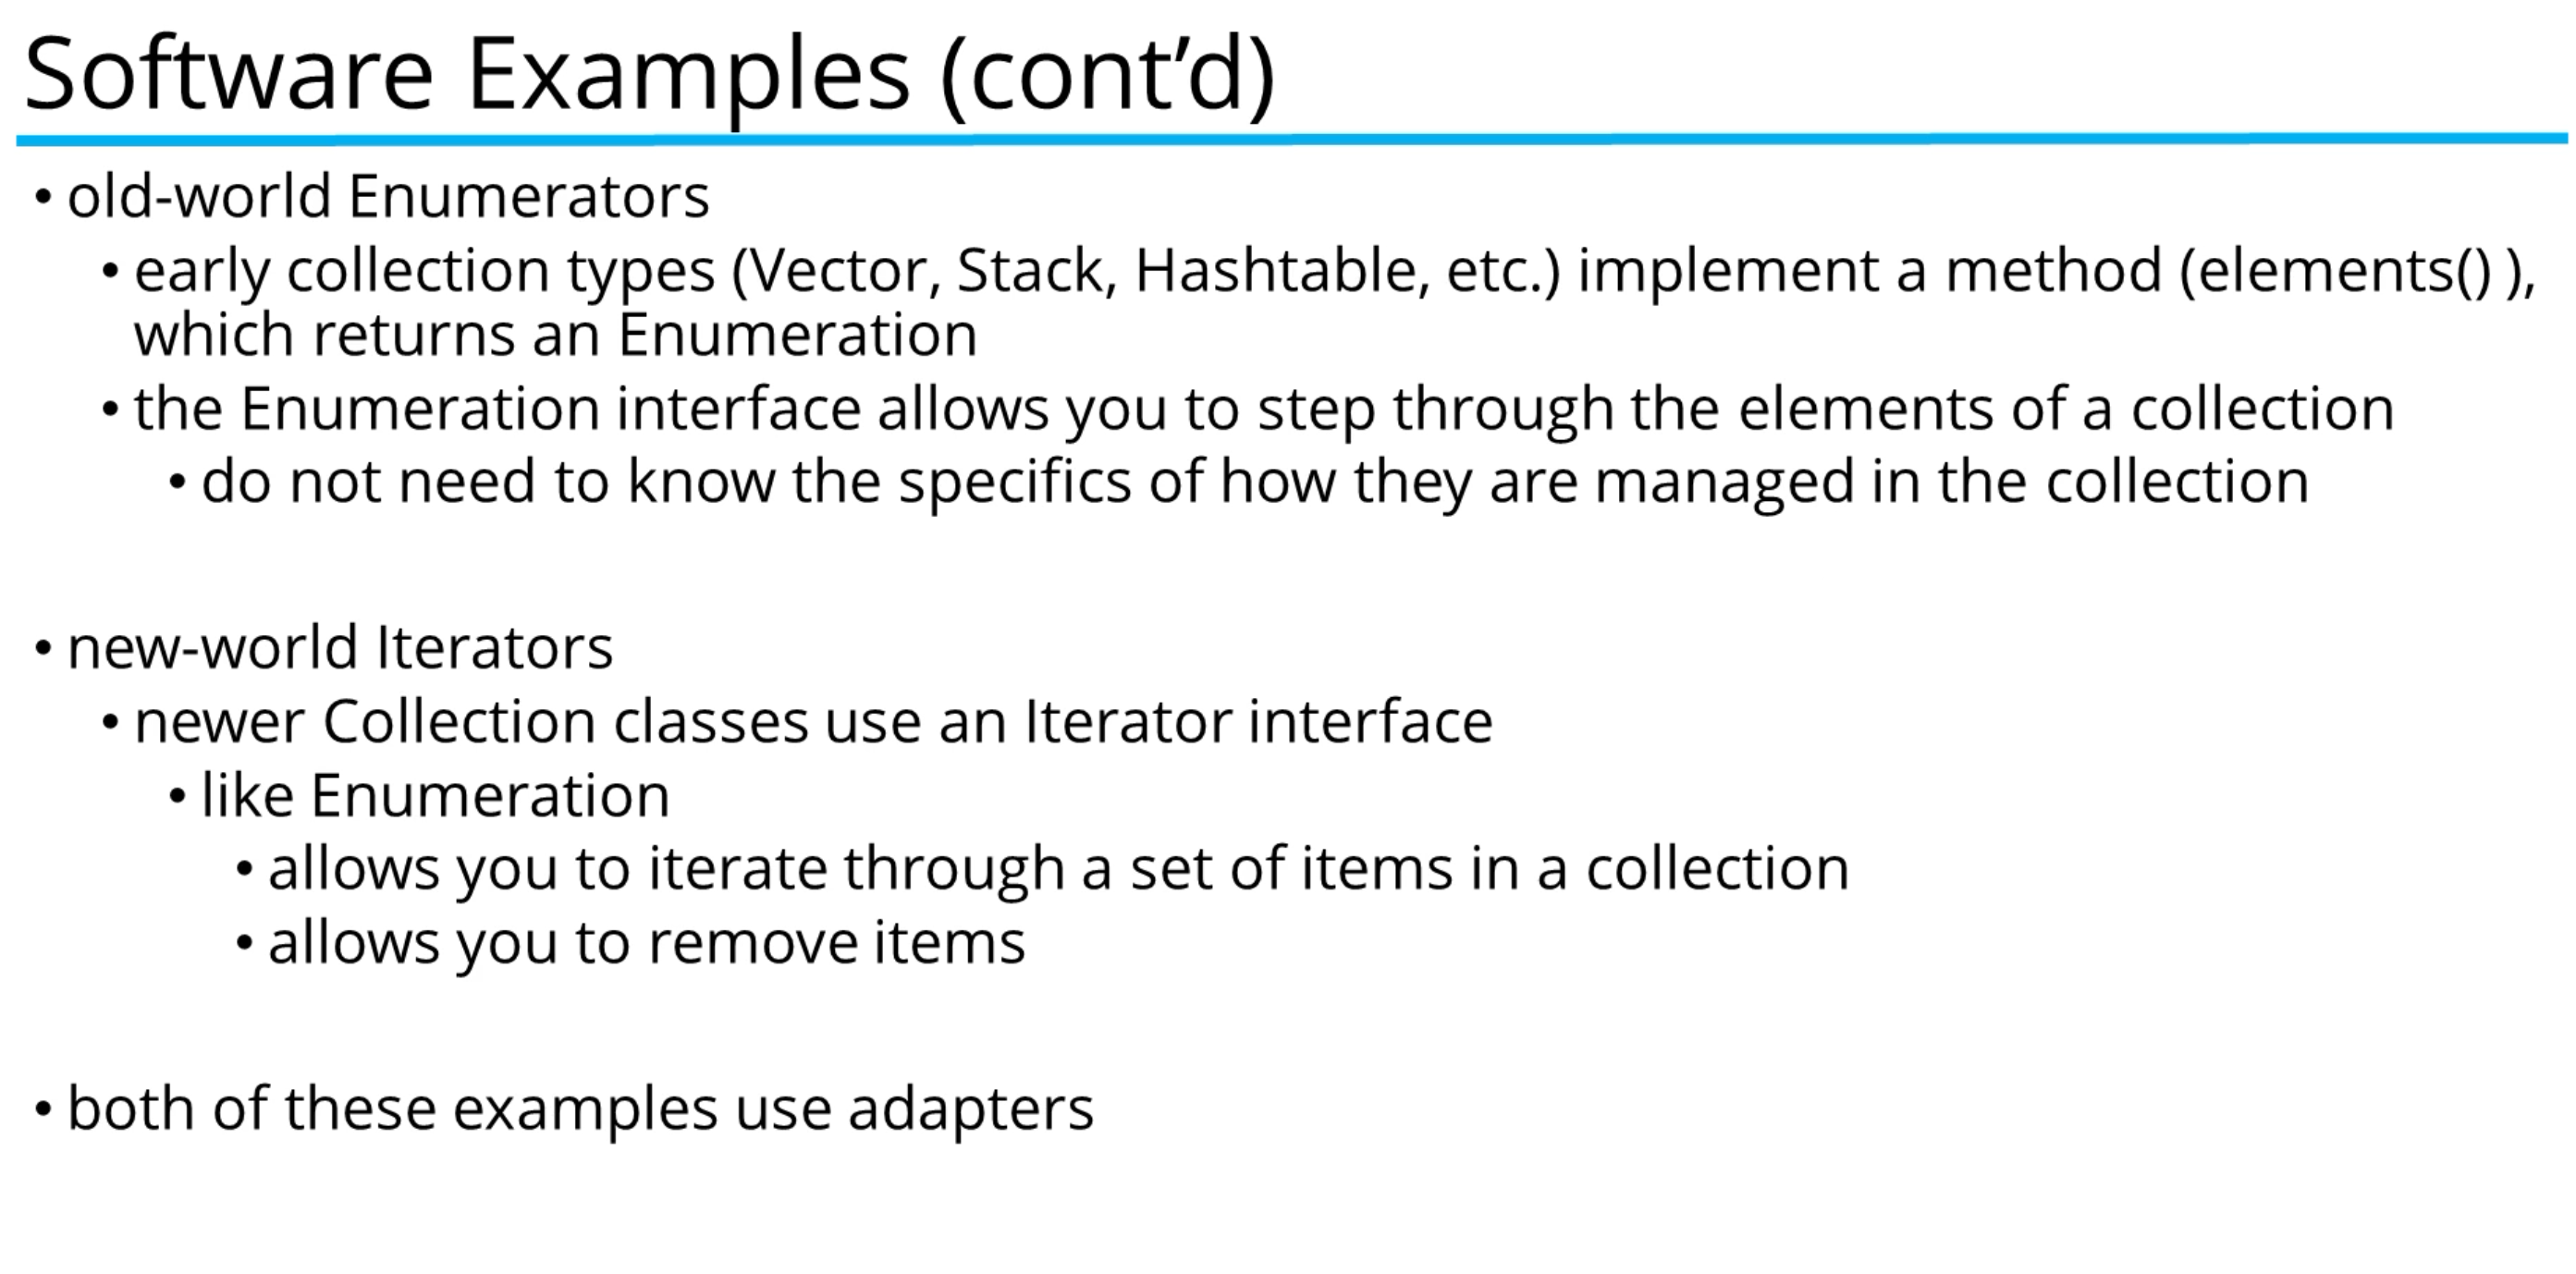 Software Examples (cont’d)
• old-world Enumerators
• early collection types (Vector, Stack, Hashtable, etc.) implement a method (elements() ),
which returns an Enumeration
• the Enumeration interface allows you to step through the elements of a collection
• do not need to know the specifics of how they are managed in the collection
• new-world Iterators
• newer Collection classes use an Iterator interface
• like Enumeration
• allows you to iterate through a set of items in a collection
• allows you to remove items
• both of these examples use adapters